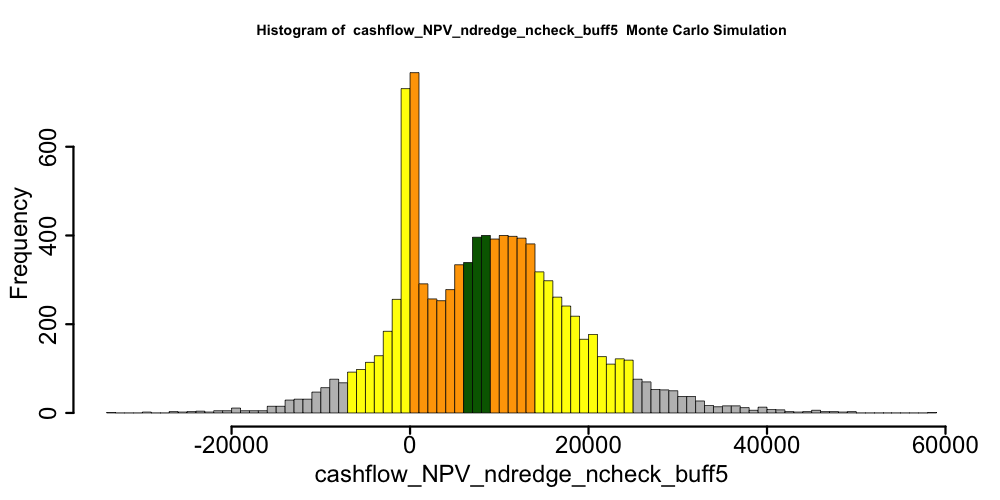 Histogram of  cashflow_NPV_ndredge_ncheck_buff5  Monte Carlo Simulation
Frequency
600
400
200
0
-20000 0 20000 40000 60000
cashflow_NPV_ndredge_ncheck_buff5